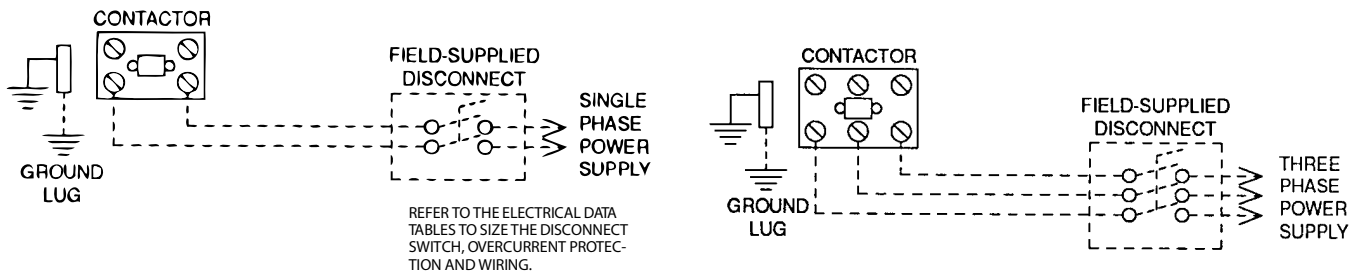 CONTACTOR
FIELD-SUPPLIED
DISCONNECT
SINGLE
PHASE
POWER
SUPPLY
GROUND
LUG
REFER TO THE ELECTRICAL DATA
TABLES TO SIZE THE DISCONNECT
SWITCH, OVERCURRENT PROTEC-
TION AND WIRING.
CONTACTOR
FIELD-SUPPLIED
DISCONNECT
THREE
PHASE
POWER
SUPPLY
GROUND
LUG